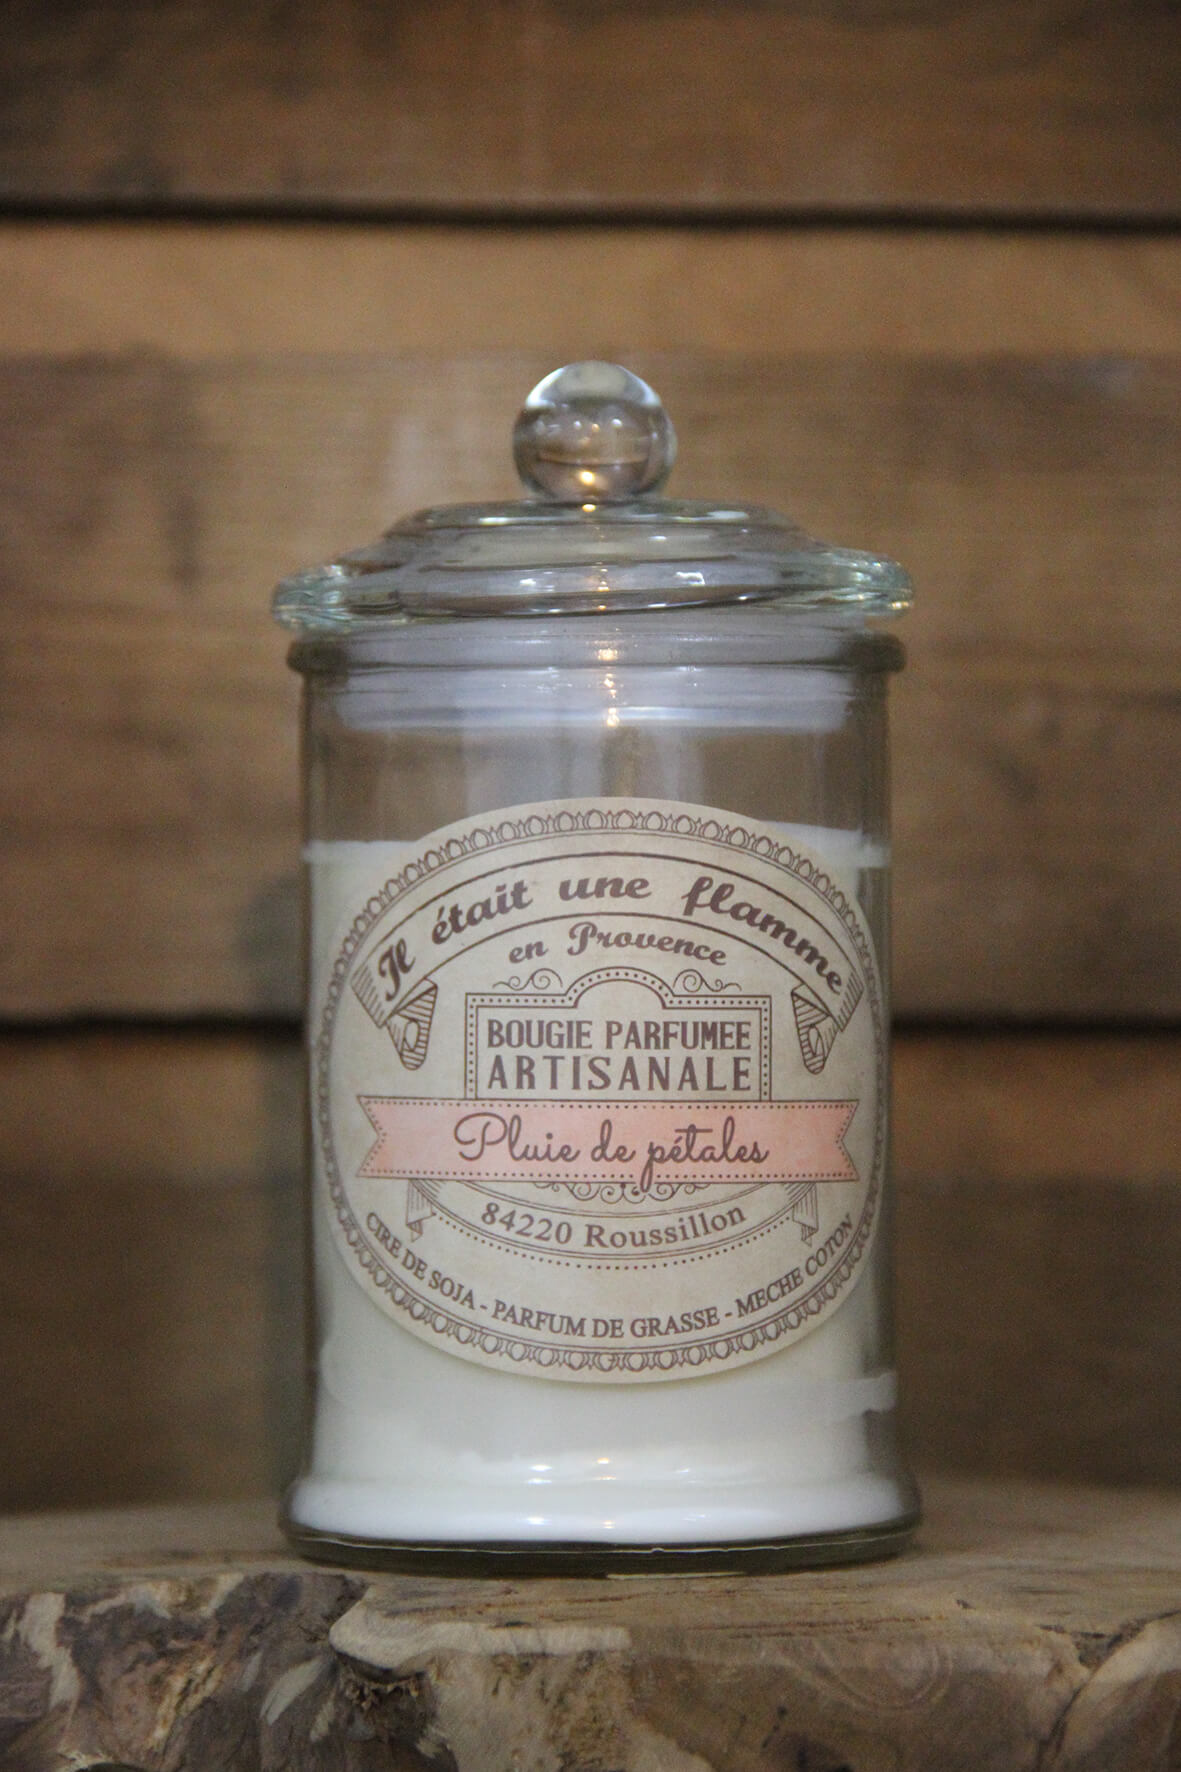 Il était une flamme
en Provence
BOUGIE PARFUMEE
ARTISANALE
Pluie de pétales
84220 Roussillon
CIRE DE SOJA - PARFUM DE GRASSE - MECHE COTON